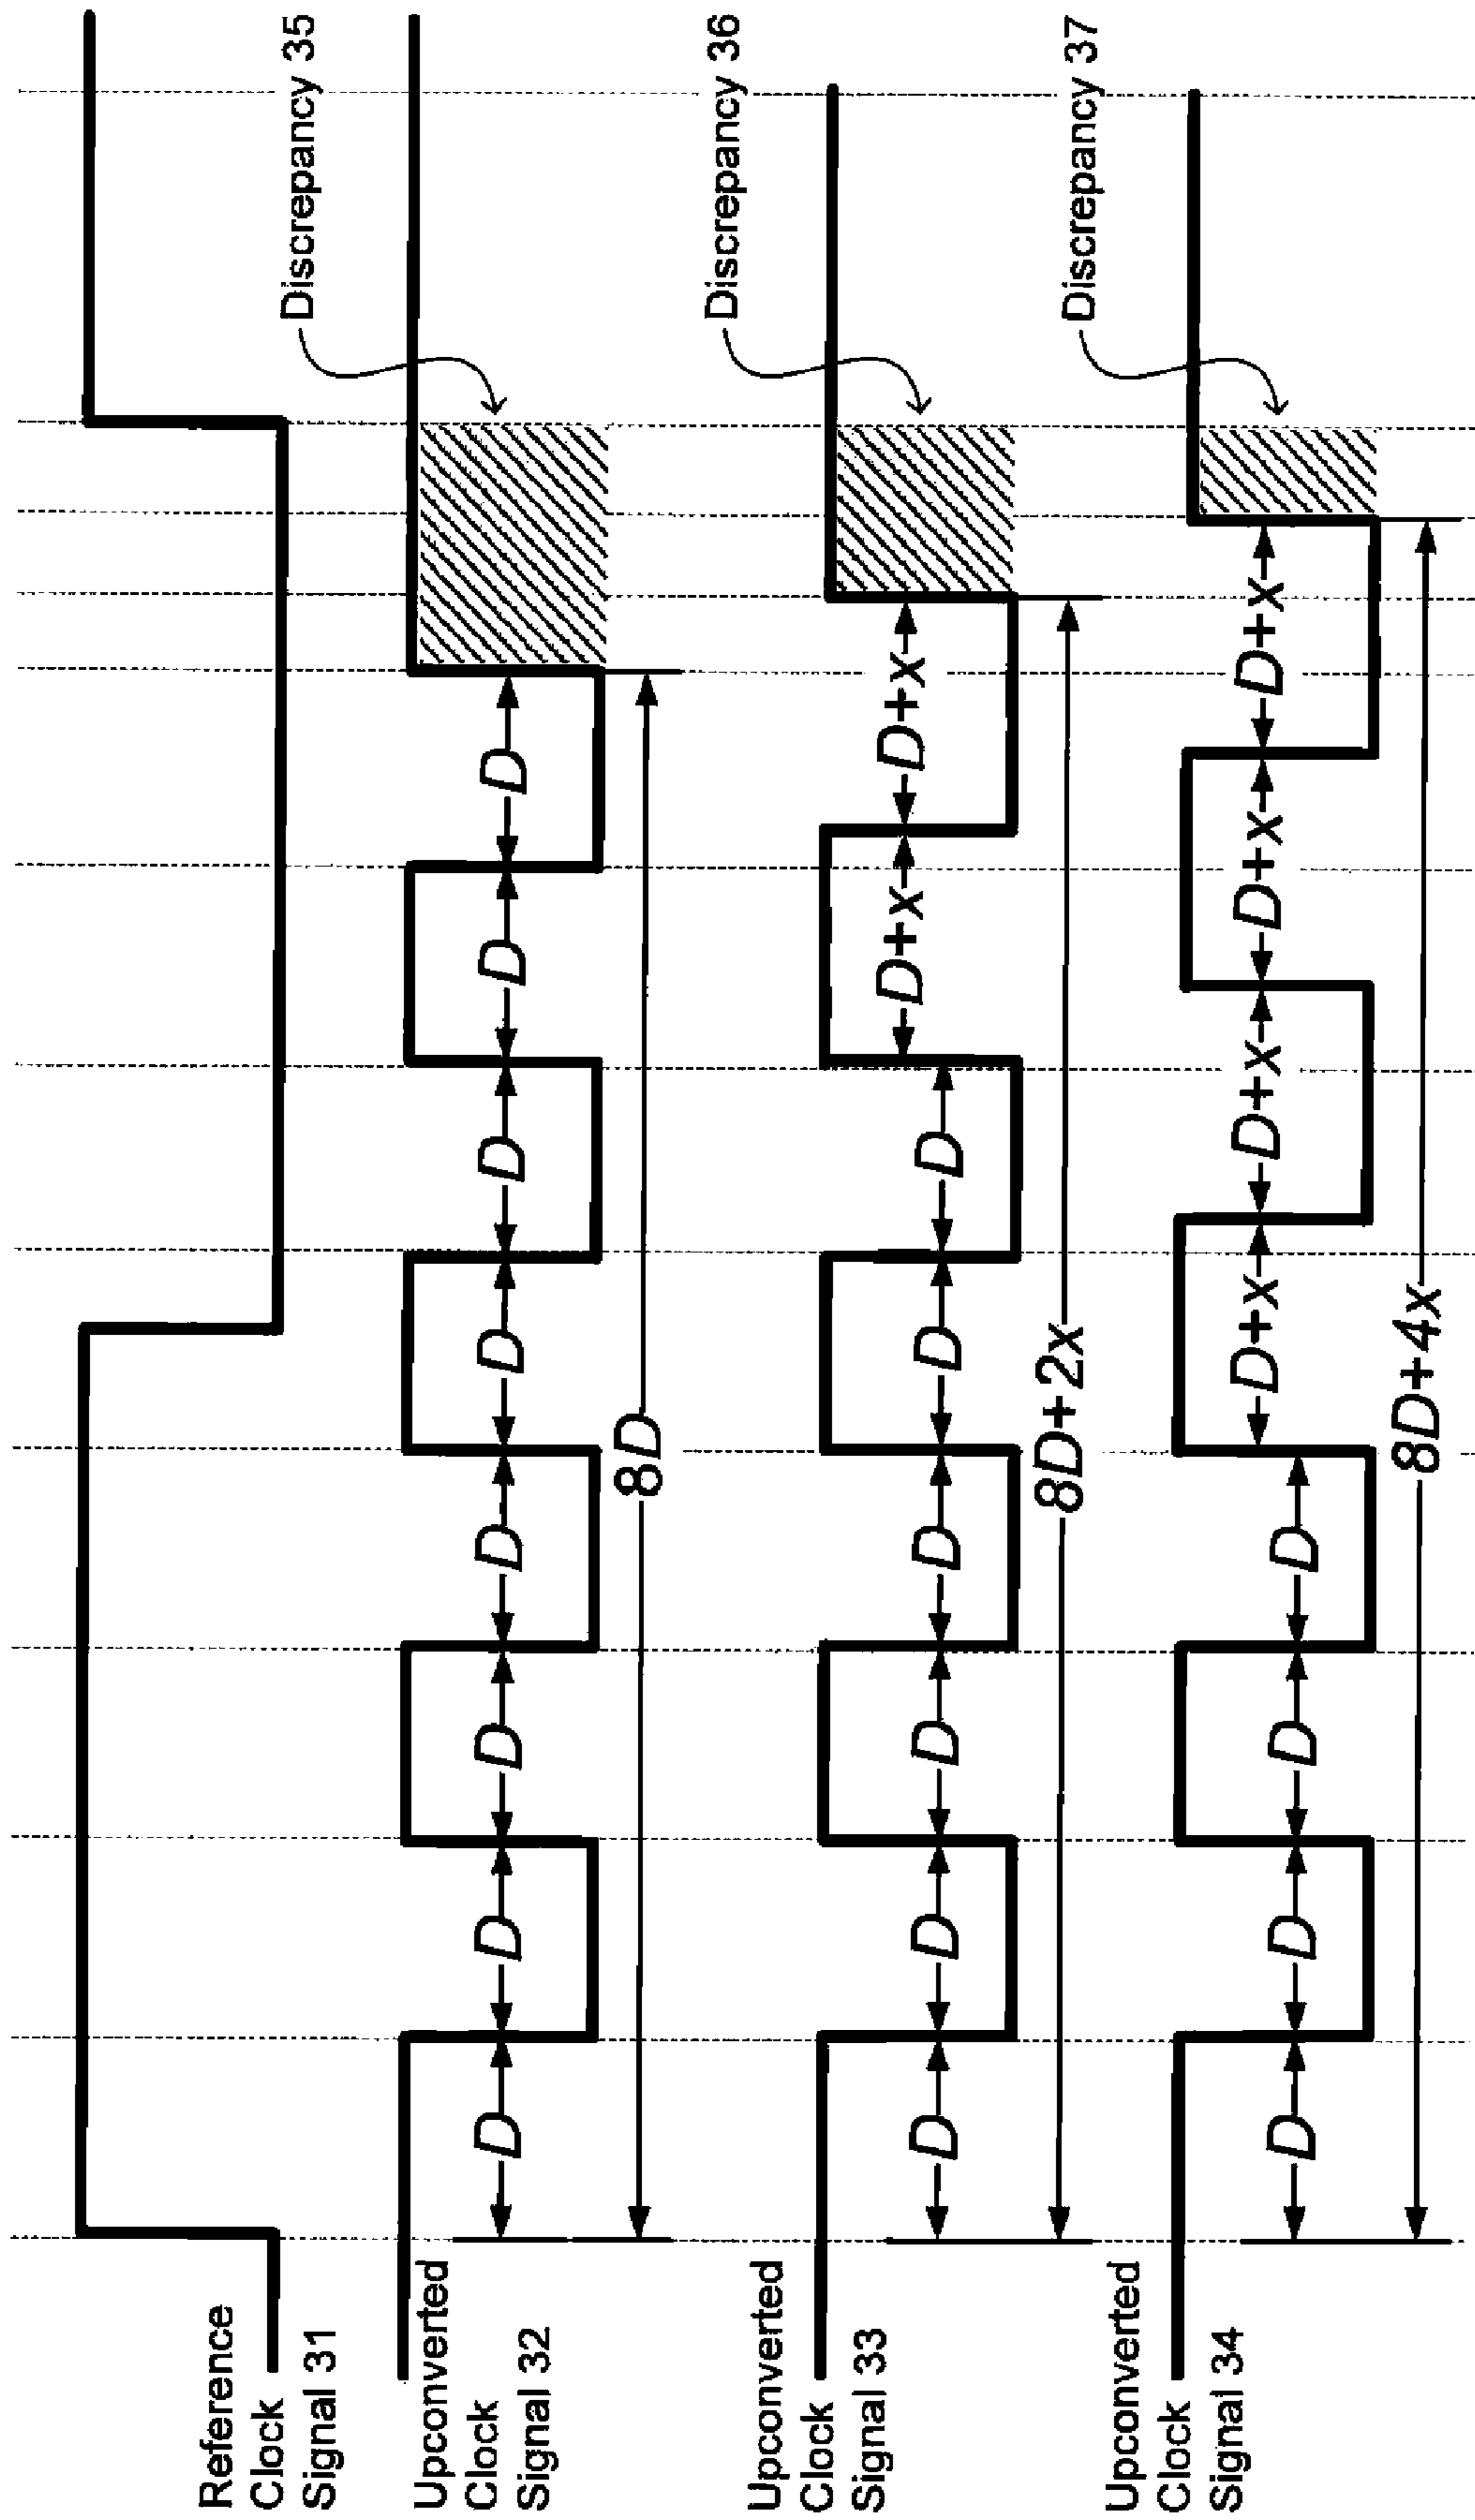 Reference
Clock
Signal 31
Discrepancy 35
Upconverted
Clock
Signal 32
D
D
D
D
D
D
D
D
8D
Discrepancy 36
Upconverted
Clock
Signal 33
D
D
D
D
D
D
D+x
D+x
8D+2x
Discrepancy 37
Upconverted
Clock
Signal 34
D
D
D
D
D+x
D+x
D+x
D+x
8D+4x